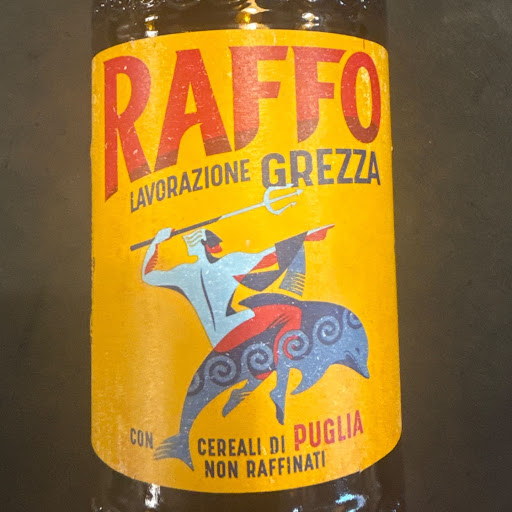 RAFFO
LAVORAZIONE GREZZA
CON CEREALI DI PUGLIA
NON RAFFINATI